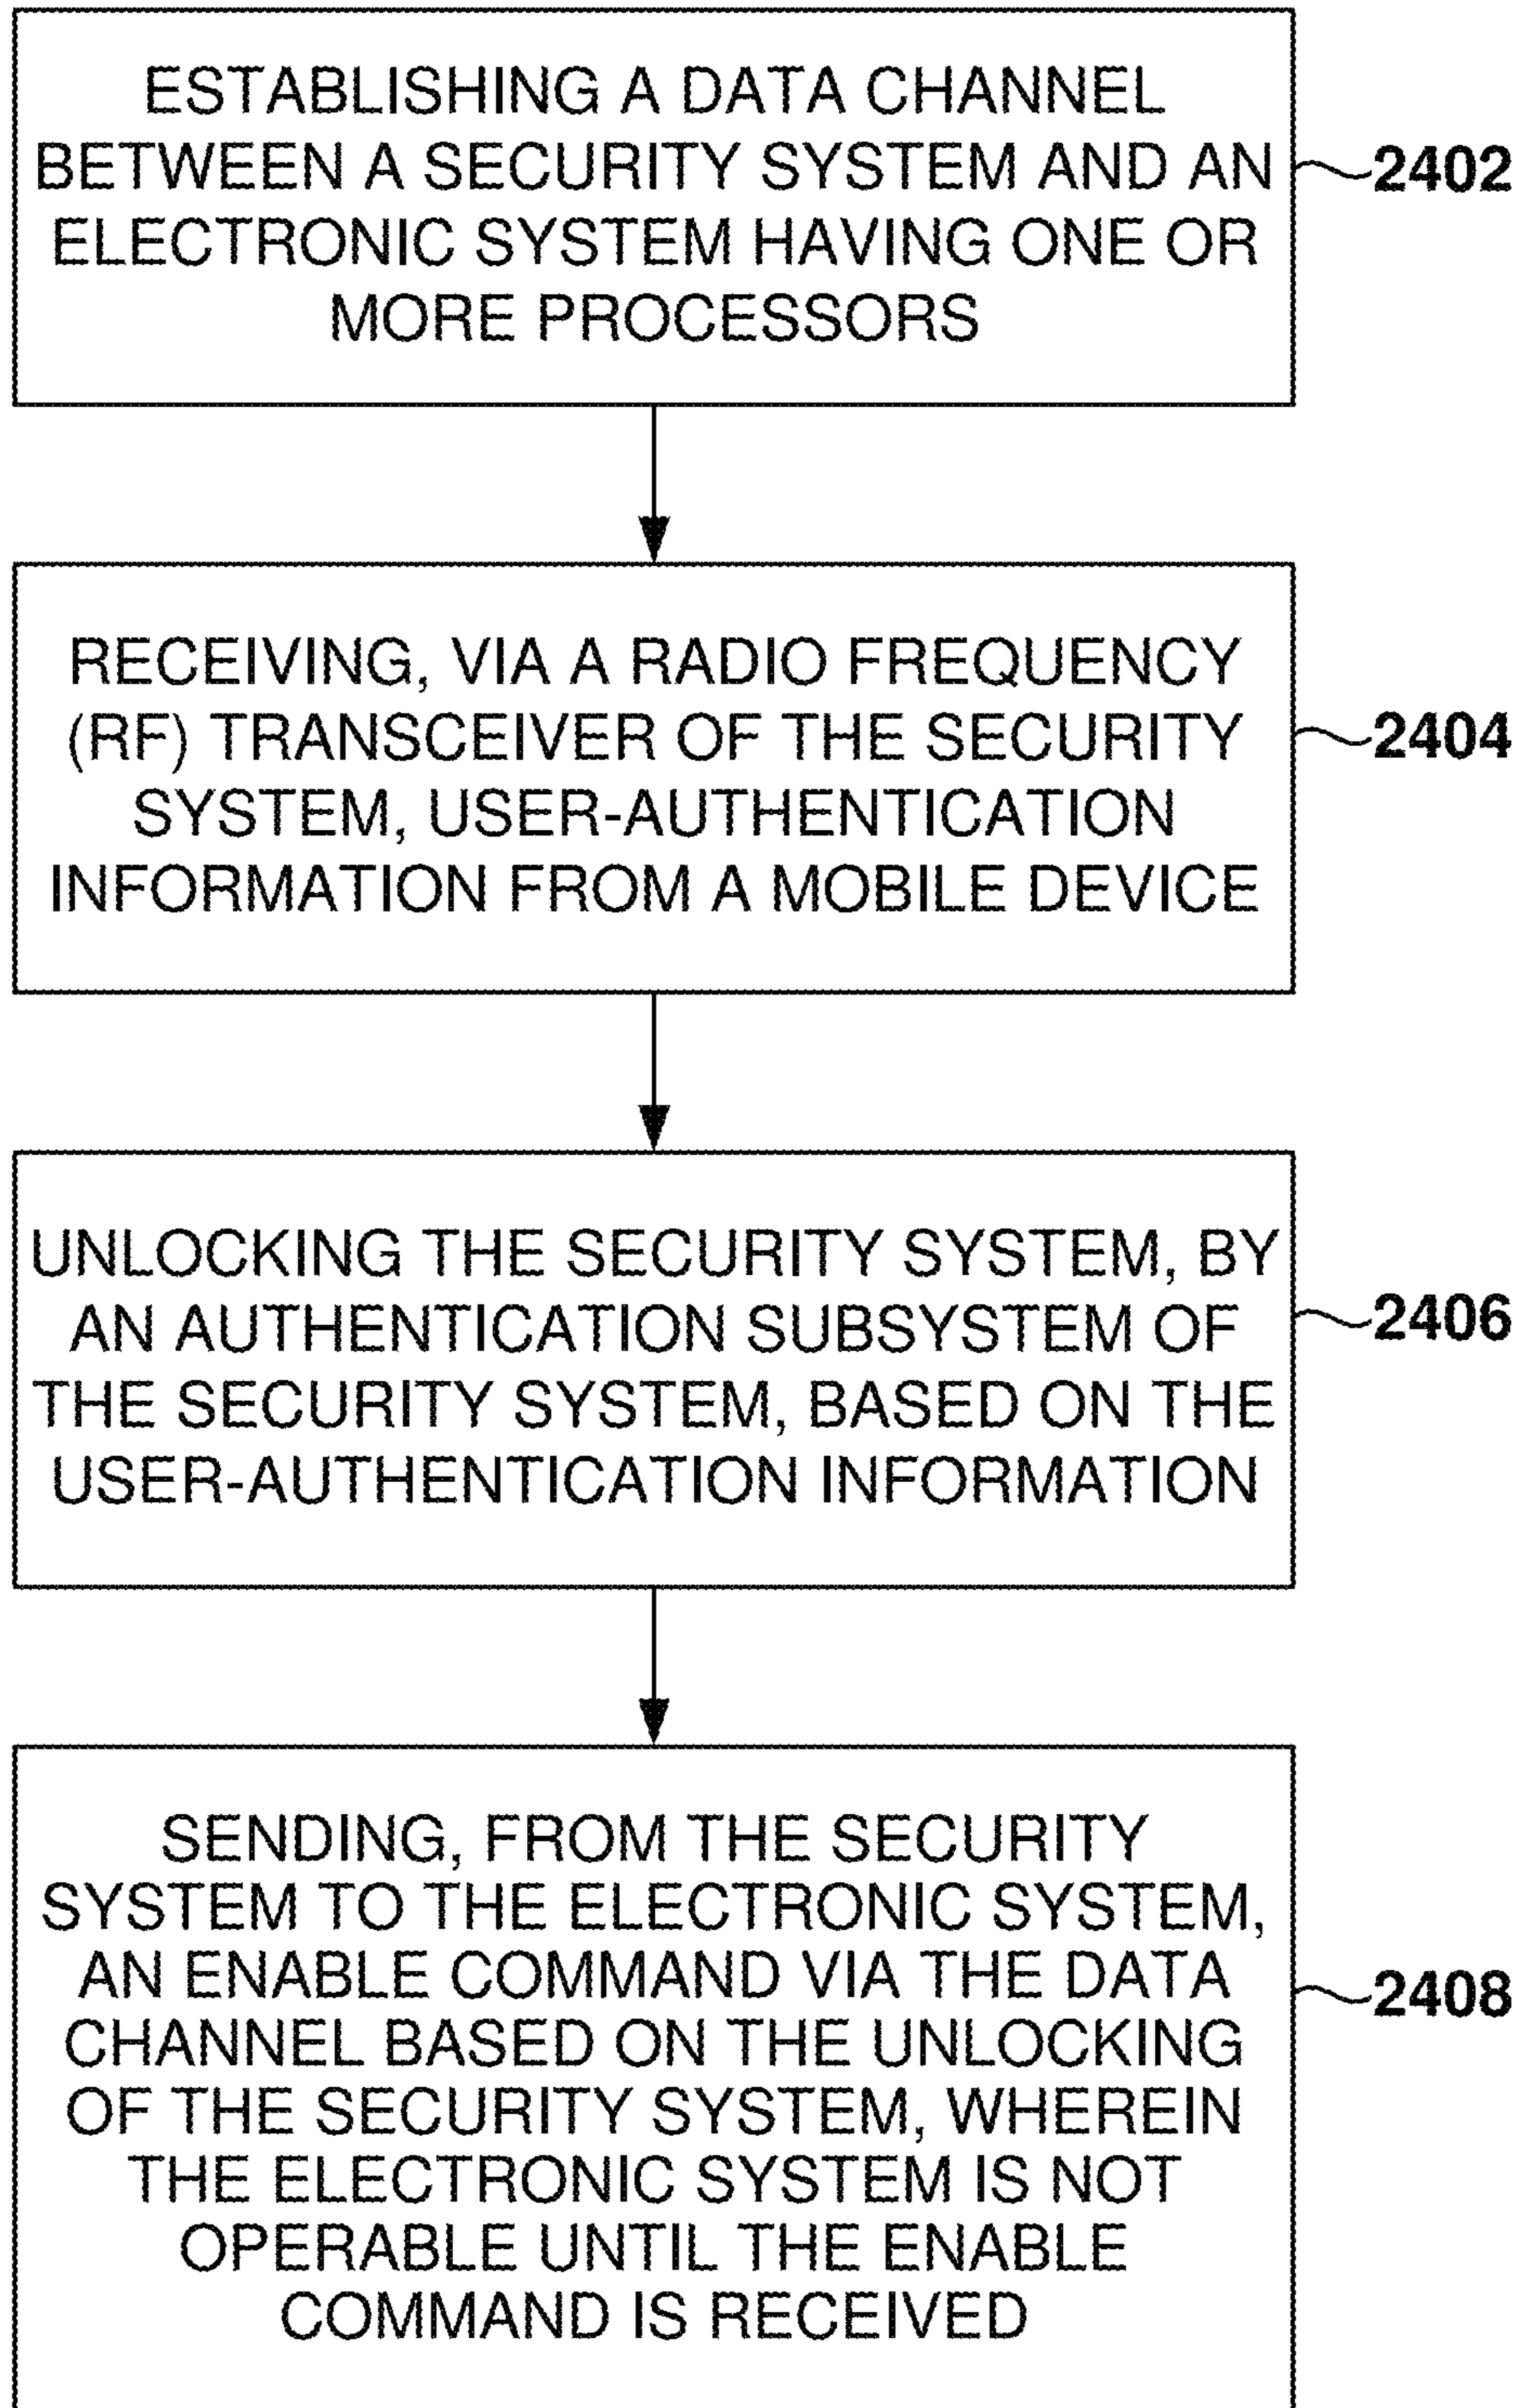 ESTABLISHING A DATA CHANNEL
BETWEEN A SECURITY SYSTEM AND AN
ELECTRONIC SYSTEM HAVING ONE OR
MORE PROCESSORS
2402
RECEIVING, VIA A RADIO FREQUENCY
(RF) TRANSCEIVER OF THE SECURITY
SYSTEM, USER-AUTHENTICATION
INFORMATION FROM A MOBILE DEVICE
2404
UNLOCKING THE SECURITY SYSTEM, BY
AN AUTHENTICATION SUBSYSTEM OF
THE SECURITY SYSTEM, BASED ON THE
USER-AUTHENTICATION INFORMATION
2406
SENDING, FROM THE SECURITY
SYSTEM TO THE ELECTRONIC SYSTEM,
AN ENABLE COMMAND VIA THE DATA
CHANNEL BASED ON THE UNLOCKING
OF THE SECURITY SYSTEM, WHEREIN
THE ELECTRONIC SYSTEM IS NOT
OPERABLE UNTIL THE ENABLE
COMMAND IS RECEIVED
2408